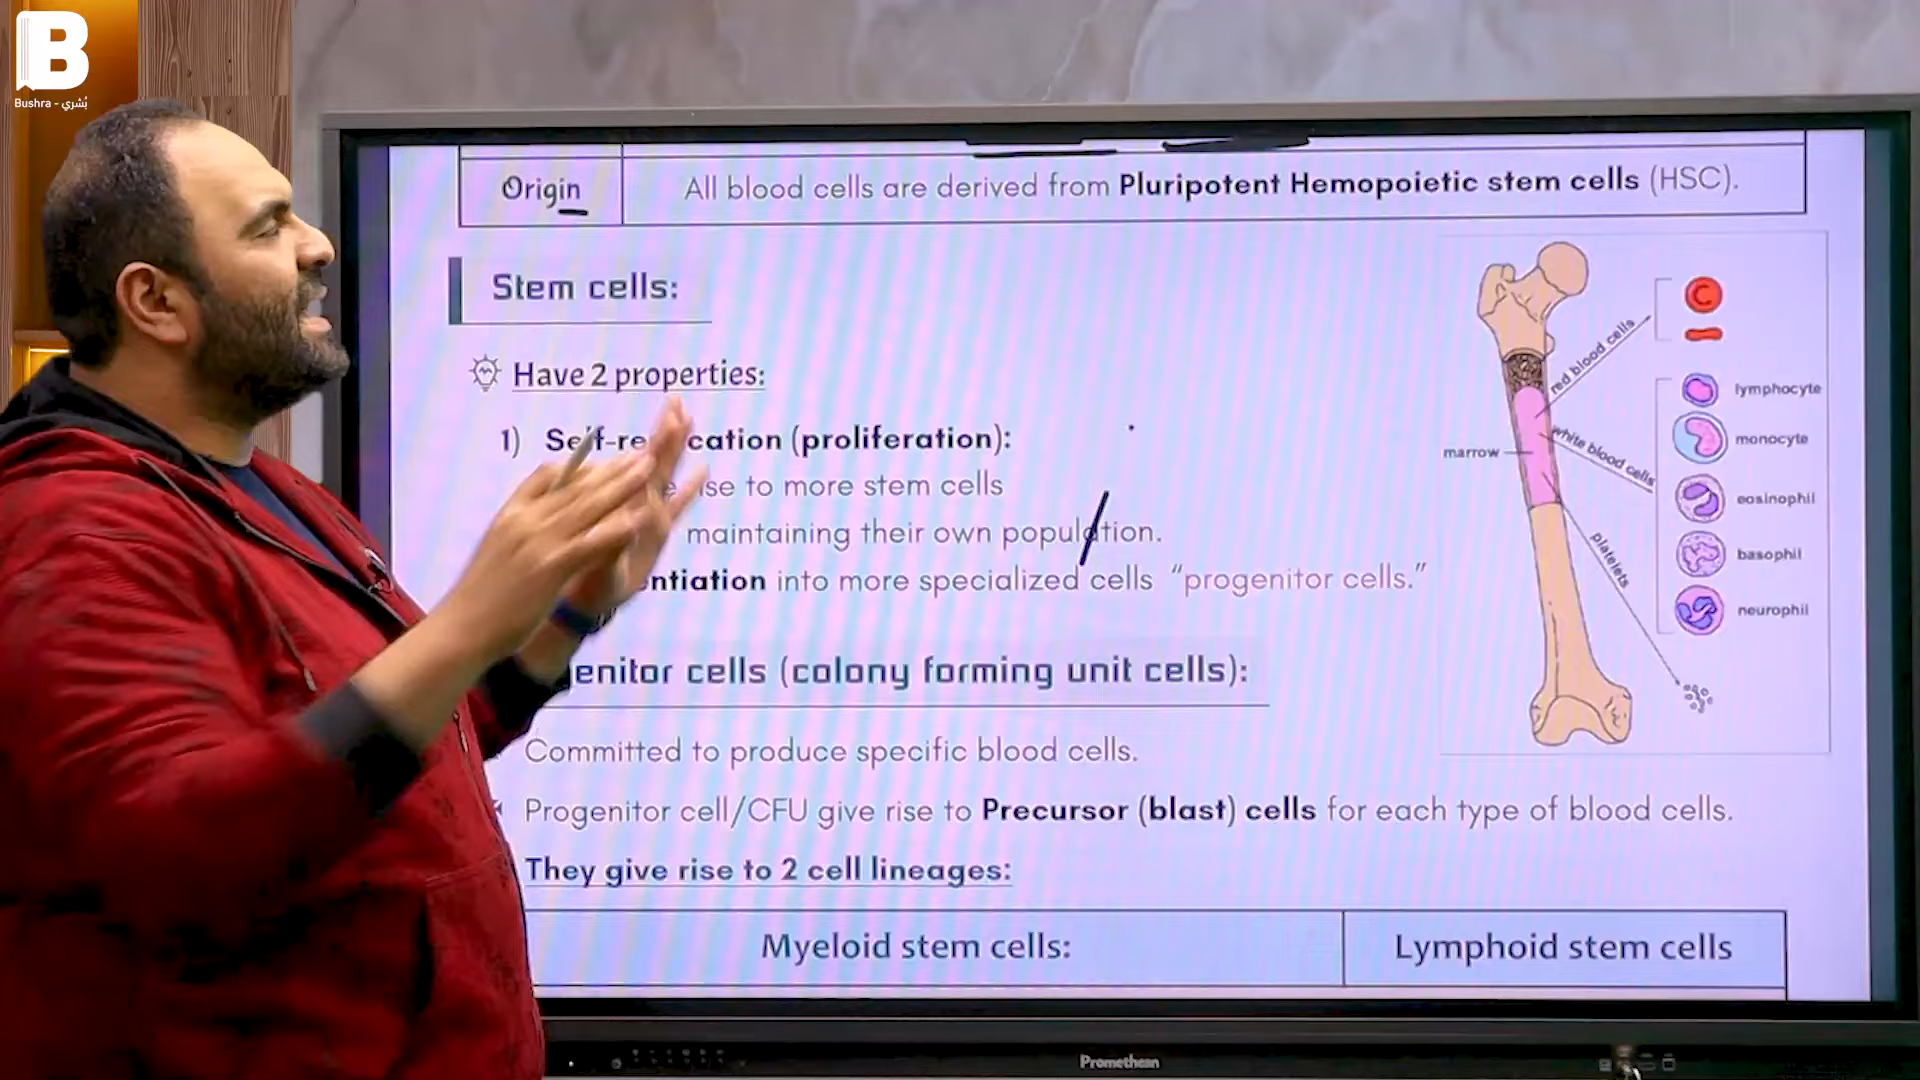 B
Bushra - بُشري
Origin
All blood cells are derived from Pluripotent Hemopoietic stem cells (HSC).
Stem cells:
Have 2 properties:
1) Self-re cation (proliferation):
ise to more stem cells
maintaining their own population.
ntiation into more specialized cells “progenitor cells.”
enitor cells (colony forming unit cells):
Committed to produce specific blood cells.
Progenitor cell/CFU give rise to Precursor (blast) cells for each type of blood cells.
They give rise to 2 cell lineages:
Myeloid stem cells:
Lymphoid stem cells
marrow
red blood cells
white blood cells
platelets
lymphocyte
monocyte
eosinophil
basophil
neurophil
Promethean